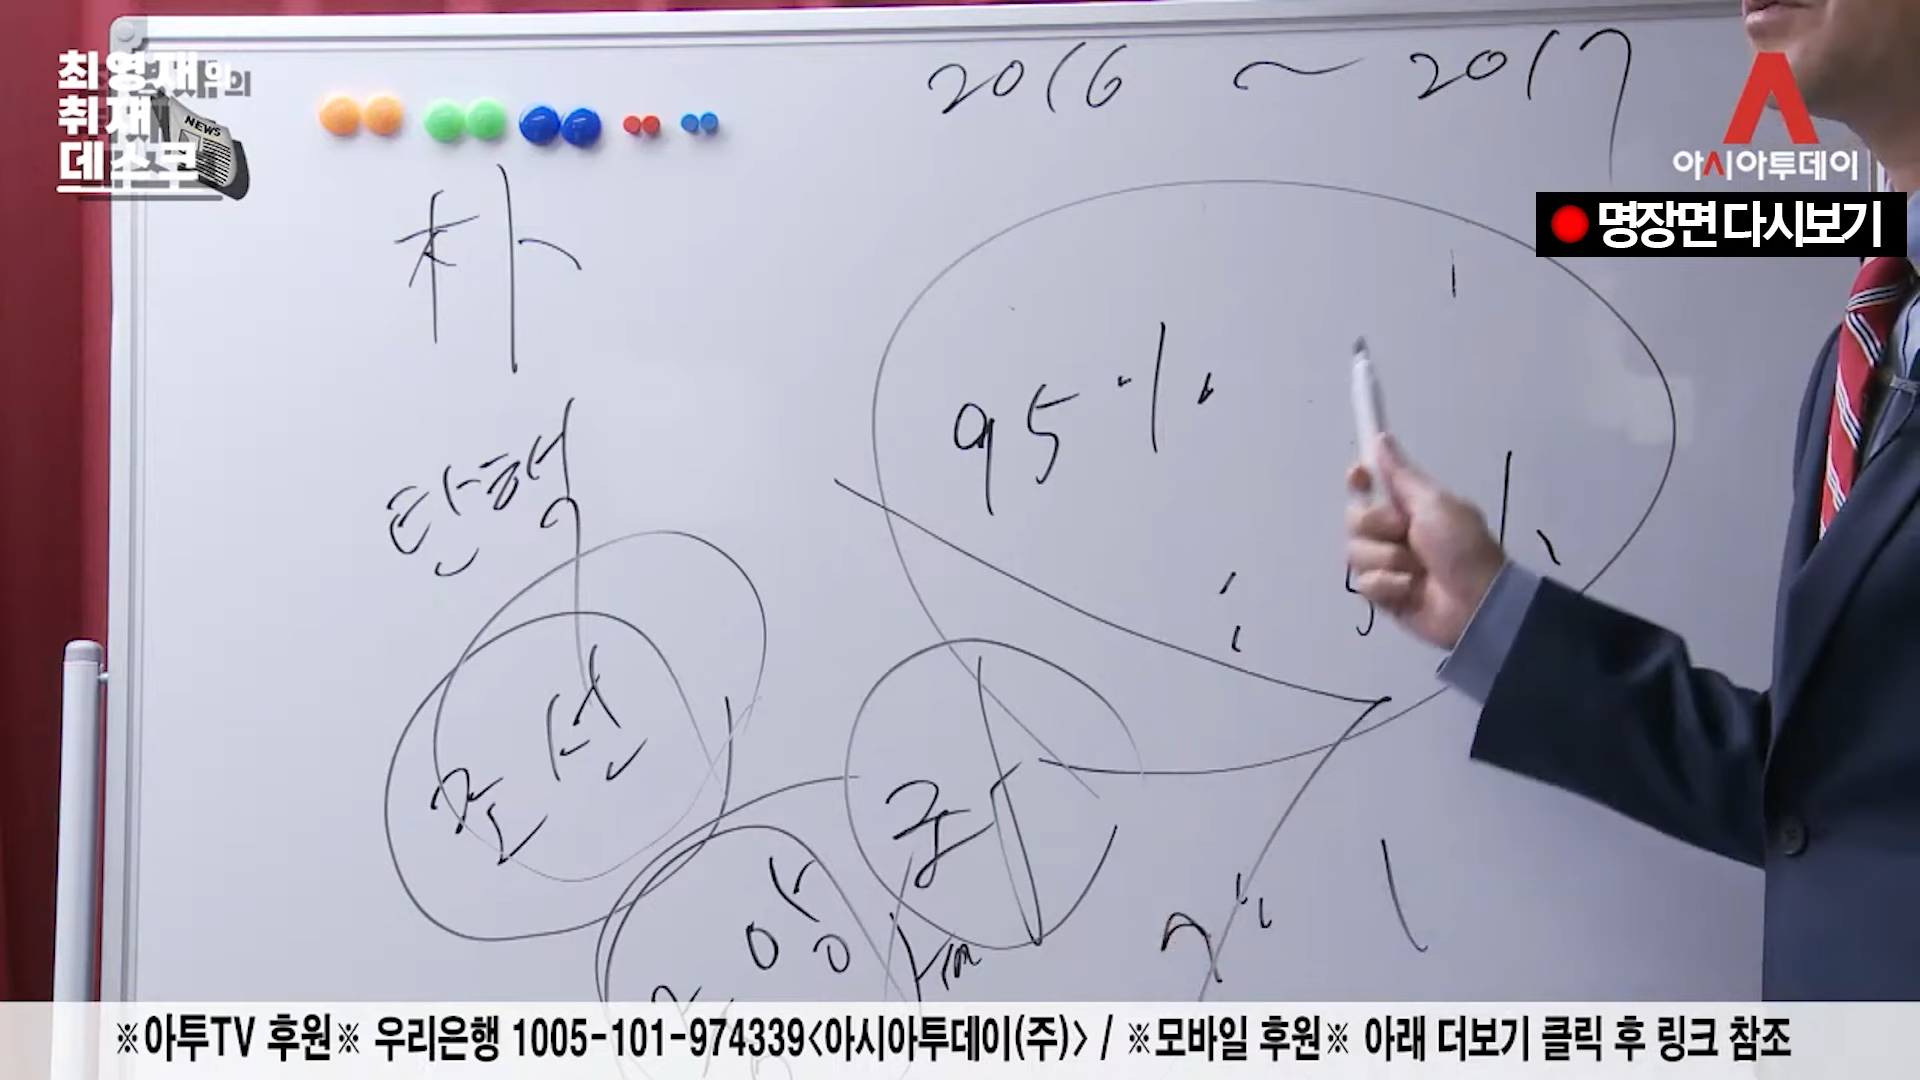 최영재의
취재
데스크
NEWS
아시아투데이
명장면 다시보기
2016 ~ 2017
朴
95%
탄핵
조선
중앙
※아투TV 후원※ 우리은행 1005-101-974339<아시아투데이(주)> / ※모바일 후원※ 아래 더보기 클릭 후 링크 참조